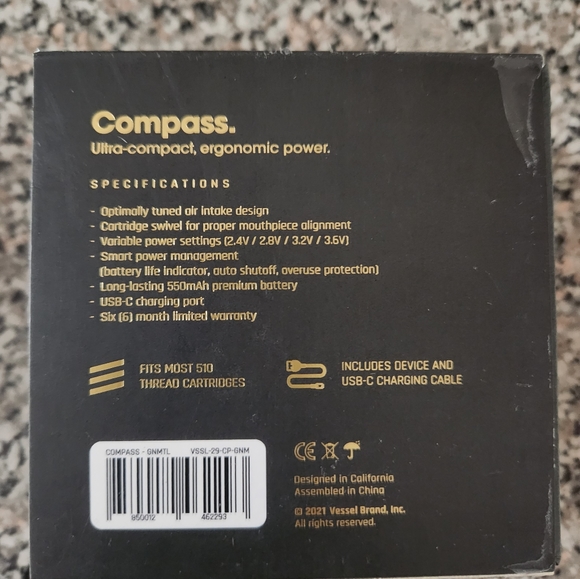 Compass.
Ultra-compact, ergonomic power.
SPECIFICATIONS
- Optimally tuned air intake design
- Cartridge swivel for proper mouthpiece alignment
- Variable power settings (2.4V / 2.8V / 3.2V / 3.6V)
- Smart power management
(battery life indicator, auto shutoff, overuse protection)
- Long-lasting 550mAh premium battery
- USB-C charging port
- Six (6) month limited warranty
FITS MOST 510
THREAD CARTRIDGES
INCLUDES DEVICE AND
USB-C CHARGING CABLE
COMPASS - GNMTL VSSL-29-CP-GNM
850012 462293
CE
Designed in California
Assembled in China
© 2021 Vessel Brand, Inc.
All rights reserved.